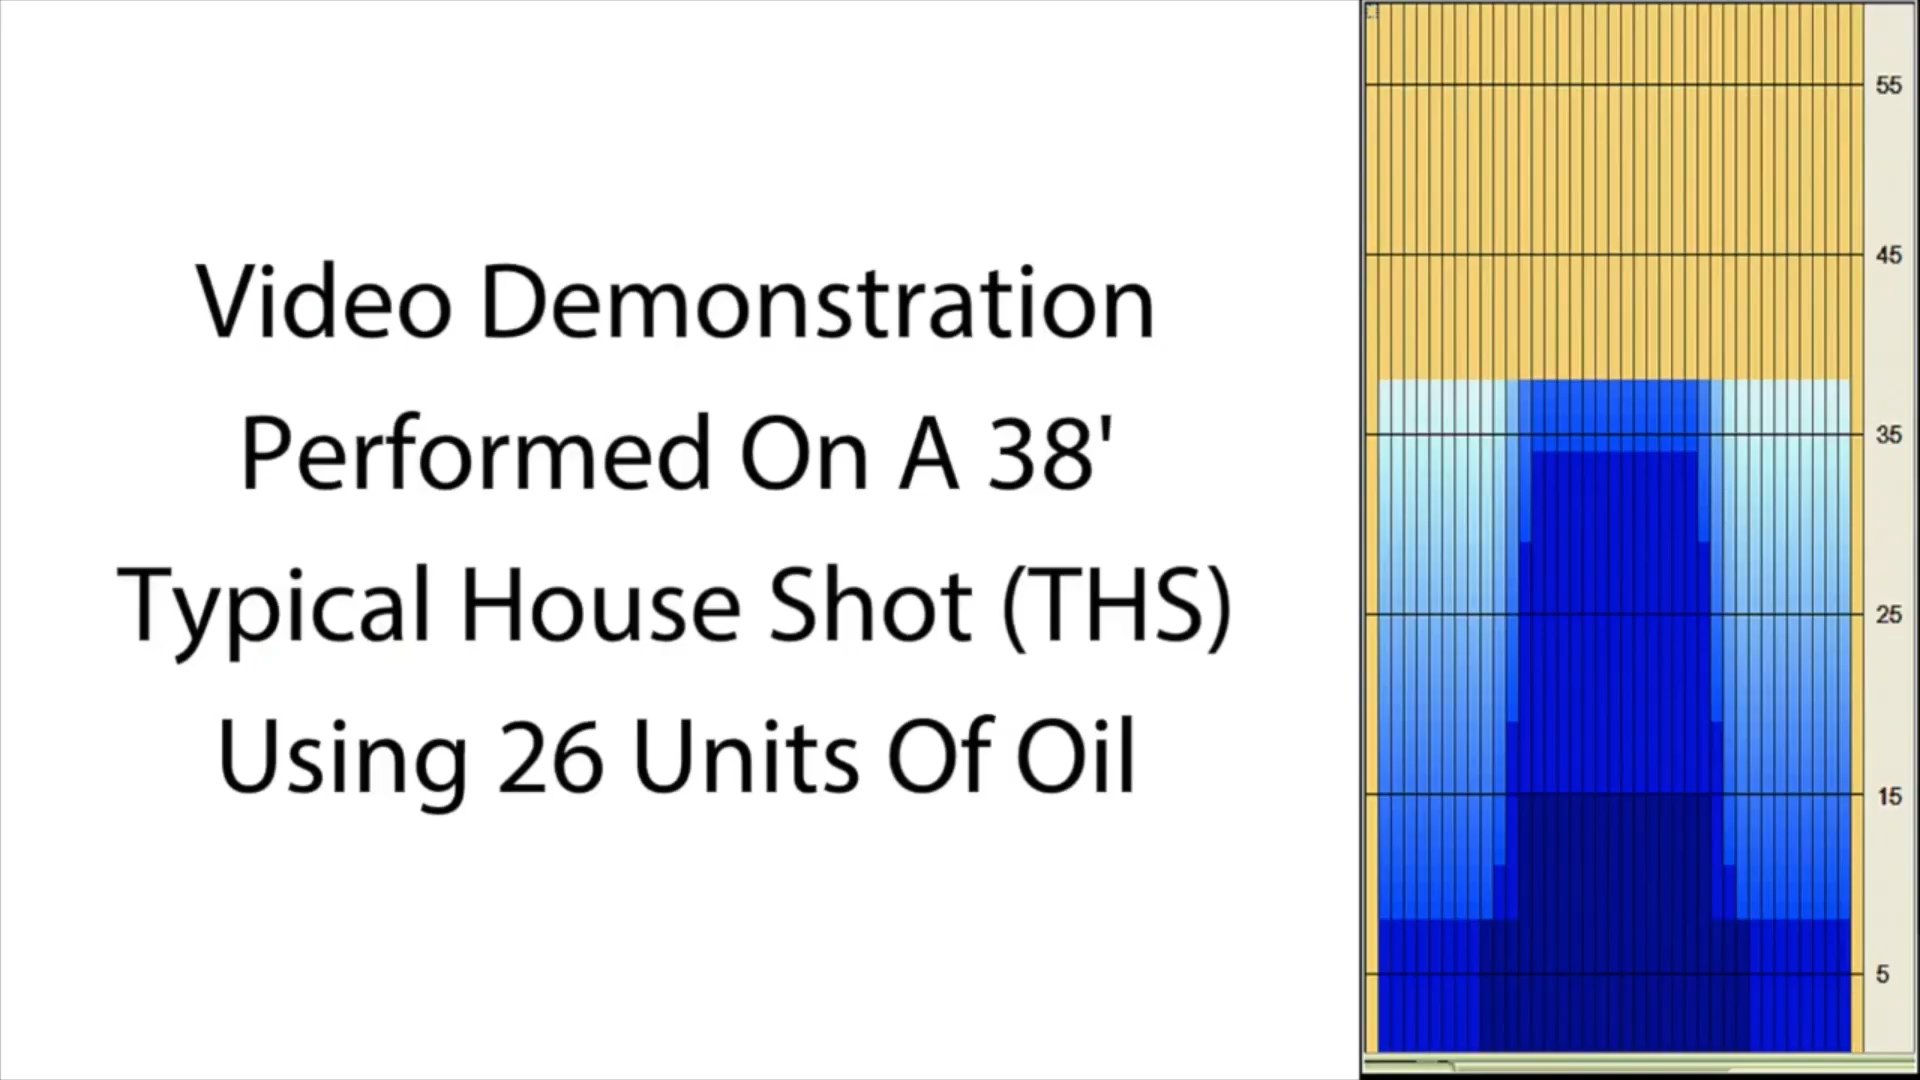 Video Demonstration
Performed On A 38'
Typical House Shot (THS)
Using 26 Units Of Oil
55
45
35
25
15
5